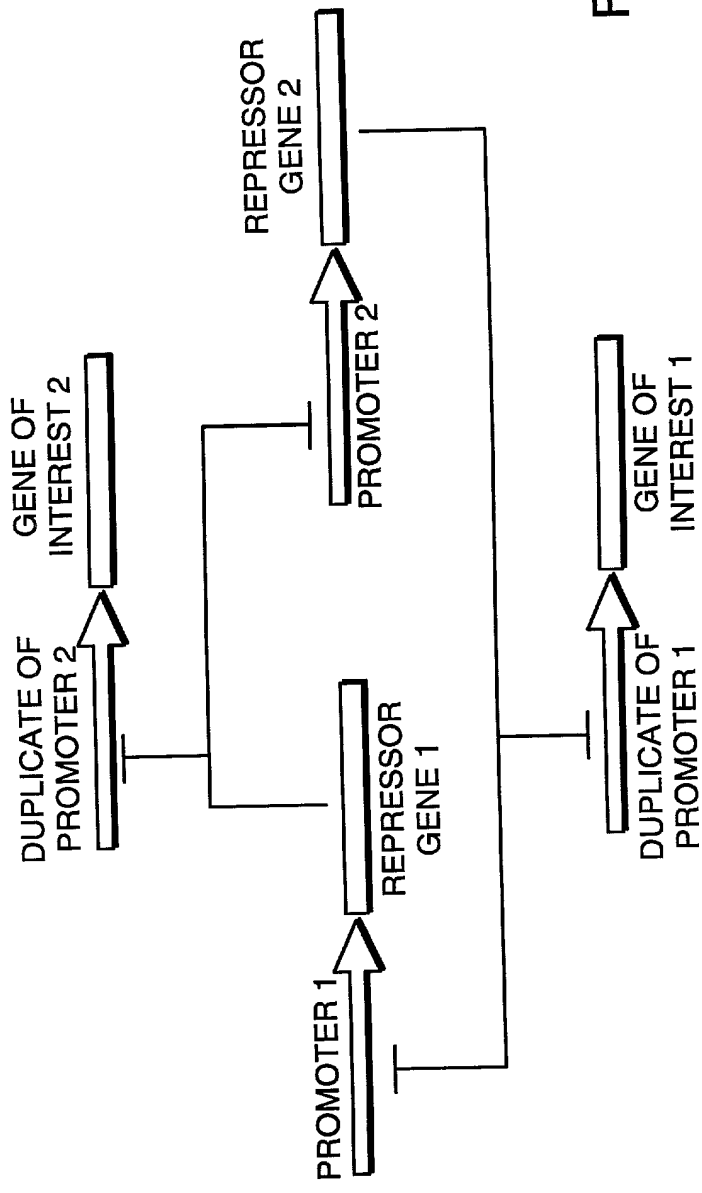 DUPLICATE OF
PROMOTER 2
GENE OF
INTEREST 2
PROMOTER 1
REPRESSOR
GENE 1
PROMOTER 2
REPRESSOR
GENE 2
DUPLICATE OF
PROMOTER 1
GENE OF
INTEREST 1